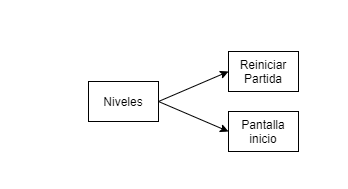 Niveles
Reiniciar
Partida
Pantalla
inicio